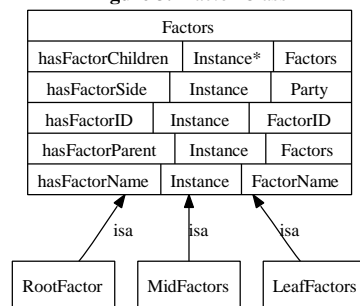 Factors
hasFactorChildren Instance* Factors
hasFactorSide Instance Party
hasFactorID Instance FactorID
hasFactorParent Instance Factors
hasFactorName Instance FactorName
isa isa isa
RootFactor MidFactors LeafFactors